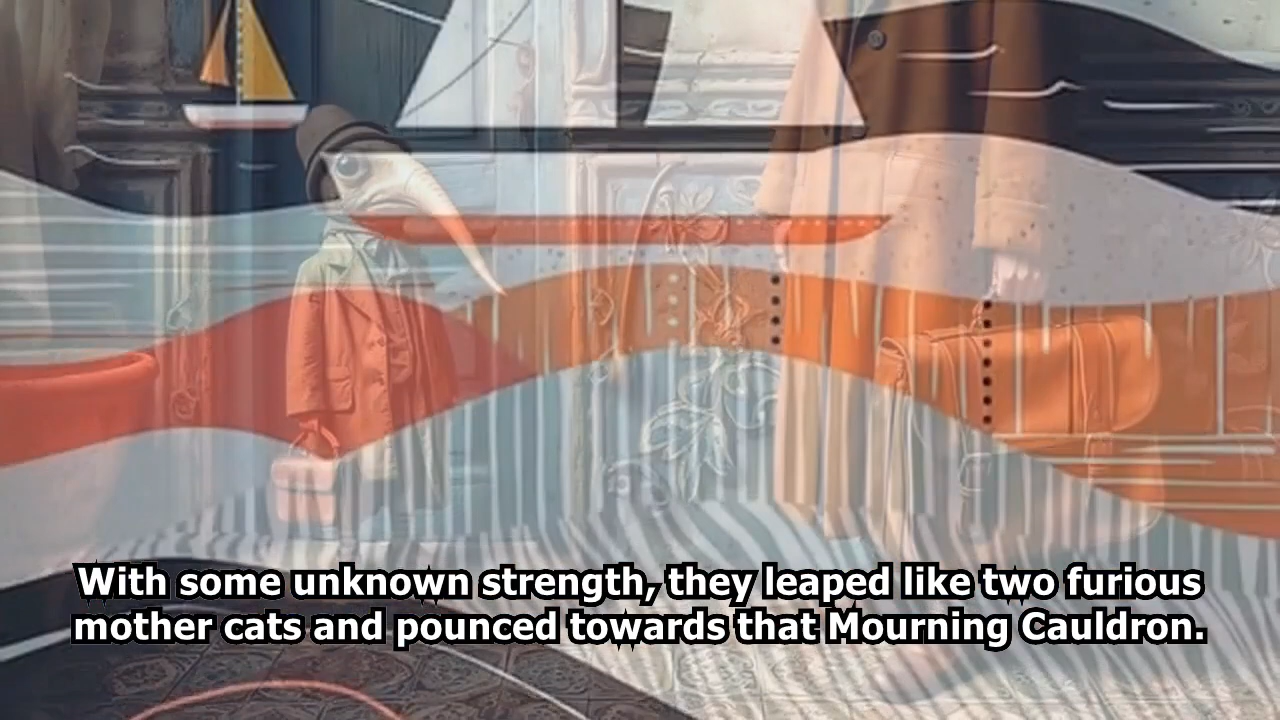 With some unknown strength, they leaped like two furious
mother cats and pounced towards that Mourning Cauldron.